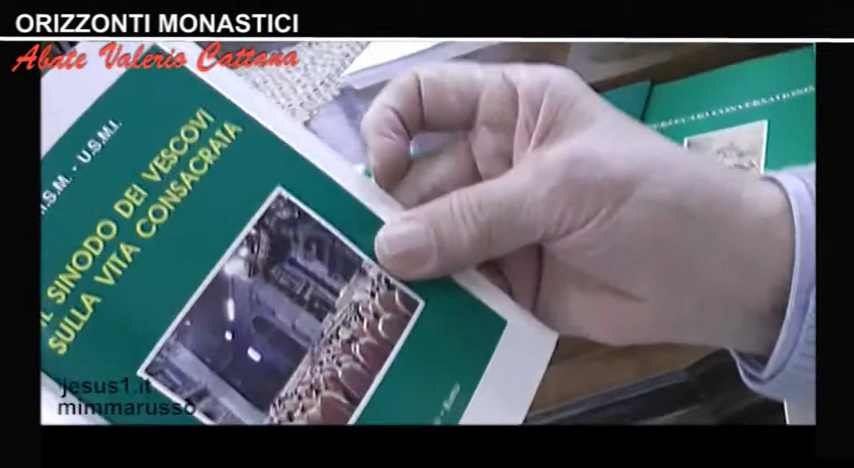 ORIZZONTI MONASTICI
Abate Valerio Cattana
U.S.M.I.
IL SINODO DEI VESCOVI
SULLA VITA CONSACRATA
jesus1.it
mimmarusso